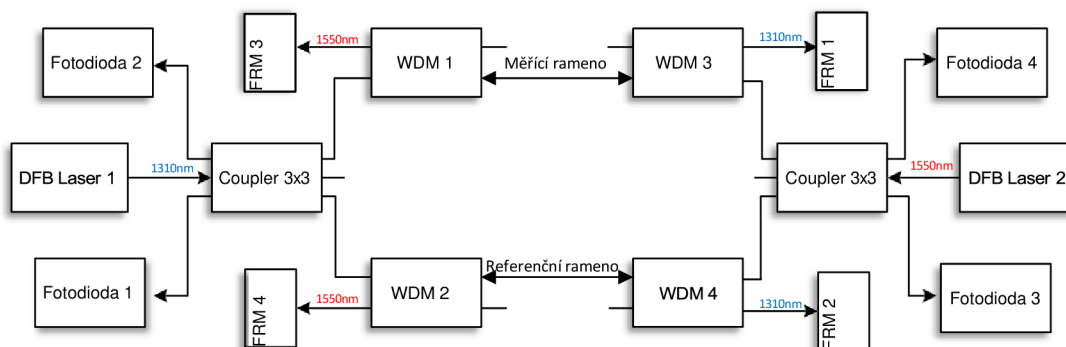 FRM 3
1550nm
WDM 1
WDM 3
1310nm
FRM 1
Fotodioda 2
Měřící rameno
Fotodioda 4
DFB Laser 1
1310nm
Coupler 3x3
Coupler 3x3
1550nm
DFB Laser 2
Fotodioda 1
FRM 4
1550nm
WDM 2
Referenční rameno
WDM 4
1310nm
FRM 2
Fotodioda 3